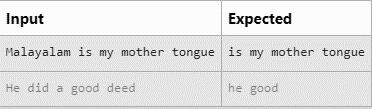 Input Expected
Malayalam is my mother tongue is my mother tongue
He did a good deed he good